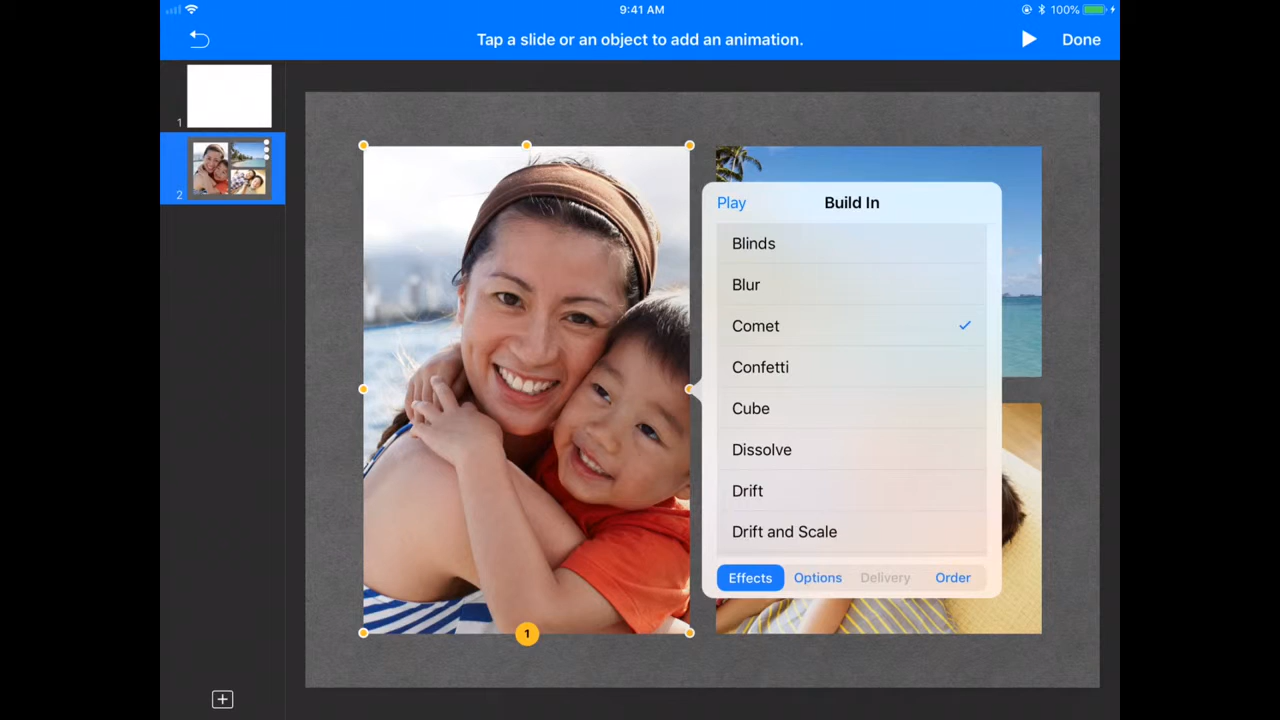 9:41 AM
100%
Tap a slide or an object to add an animation.
Done
1
2
Play
Build In
Blinds
Blur
Comet
Confetti
Cube
Dissolve
Drift
Drift and Scale
Effects
Options
Delivery
Order
1